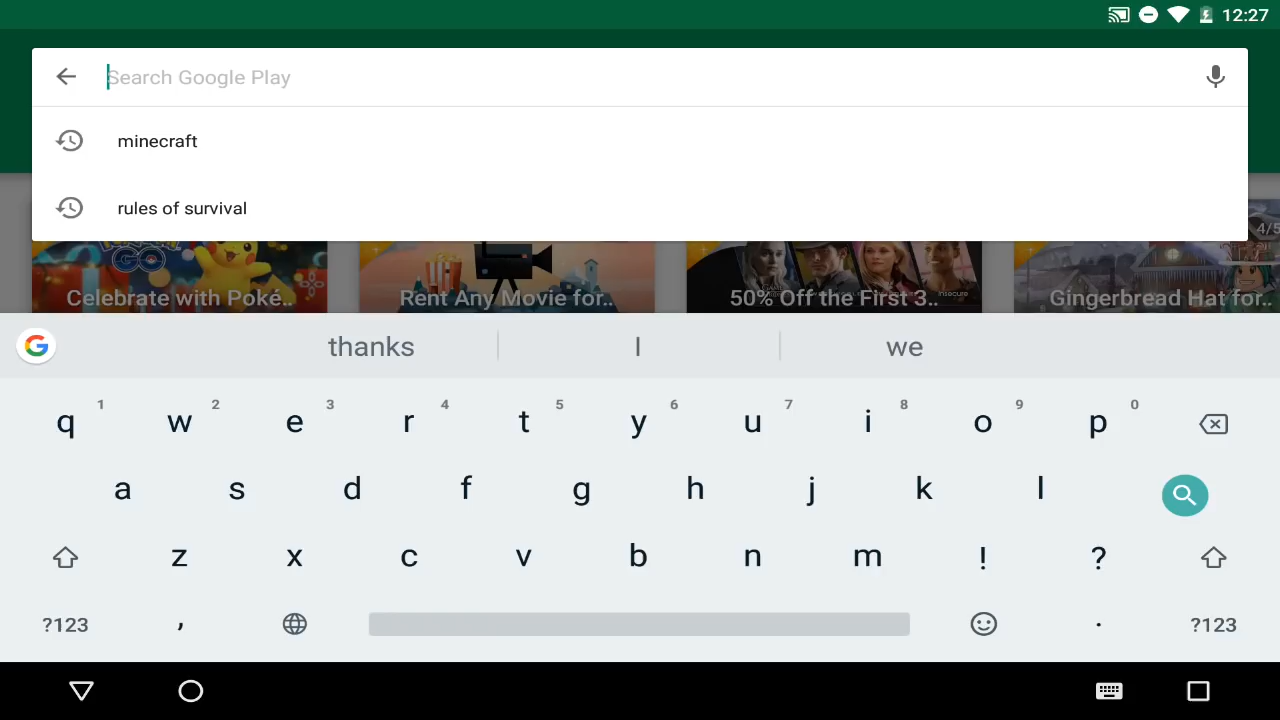 12:27
Search Google Play
minecraft
rules of survival
4/5
GO
insecure
Celebrate with Poké..
Rent Any Movie for..
50% Off the First 3..
Gingerbread Hat for..
G thanks I we
1 2 3 4 5 6 7 8 9 0
q w e r t y u i o p
a s d f g h j k l
z x c v b n m ! ?
?123 , . ?123